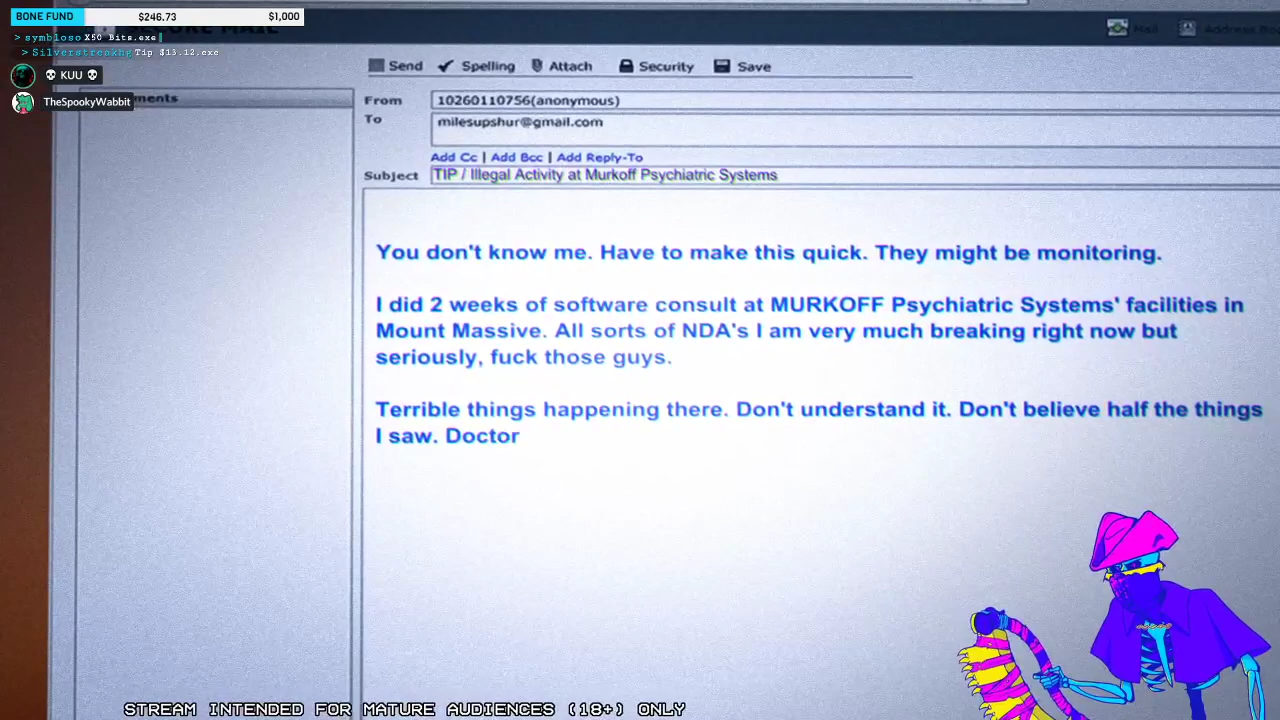 BONE FUND $246.73 $1,000
> symbloso X50 Bits.exe
> Silverstreakhg Tip $13.12.exe
KUU
TheSpookyWabbit
ments
MAIL
Mail
Send Spelling Attach Security Save
From 10260110756(anonymous)
To milesupshur@gmail.com
Add Cc | Add Bcc | Add Reply-To
Subject TIP / Illegal Activity at Murkoff Psychiatric Systems
You don't know me. Have to make this quick. They might be monitoring.
I did 2 weeks of software consult at MURKOFF Psychiatric Systems' facilities in
Mount Massive. All sorts of NDA's I am very much breaking right now but
seriously, fuck those guys.
Terrible things happening there. Don't understand it. Don't believe half the things
I saw. Doctor
STREAM INTENDED FOR MATURE AUDIENCES (18+) ONLY